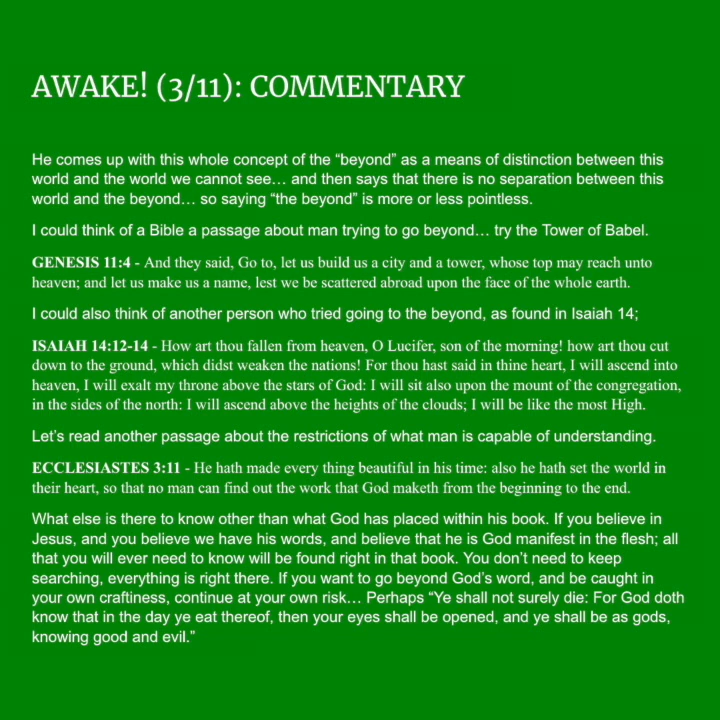 AWAKE! (3/11): COMMENTARY
He comes up with this whole concept of the “beyond” as a means of distinction between this
world and the world we cannot see… and then says that there is no separation between this
world and the beyond… so saying “the beyond” is more or less pointless.
I could think of a Bible a passage about man trying to go beyond… try the Tower of Babel.
GENESIS 11:4 - And they said, Go to, let us build us a city and a tower, whose top may reach unto
heaven; and let us make us a name, lest we be scattered abroad upon the face of the whole earth.
I could also think of another person who tried going to the beyond, as found in Isaiah 14;
ISAIAH 14:12-14 - How art thou fallen from heaven, O Lucifer, son of the morning! how art thou cut
down to the ground, which didst weaken the nations! For thou hast said in thine heart, I will ascend into
heaven, I will exalt my throne above the stars of God: I will sit also upon the mount of the congregation,
in the sides of the north: I will ascend above the heights of the clouds; I will be like the most High.
Let’s read another passage about the restrictions of what man is capable of understanding.
ECCLESIASTES 3:11 - He hath made every thing beautiful in his time: also he hath set the world in
their heart, so that no man can find out the work that God maketh from the beginning to the end.
What else is there to know other than what God has placed within his book. If you believe in
Jesus, and you believe we have his words, and believe that he is God manifest in the flesh; all
that you will ever need to know will be found right in that book. You don’t need to keep
searching, everything is right there. If you want to go beyond God’s word, and be caught in
your own craftiness, continue at your own risk… Perhaps “Ye shall not surely die: For God doth
know that in the day ye eat thereof, then your eyes shall be opened, and ye shall be as gods,
knowing good and evil.”